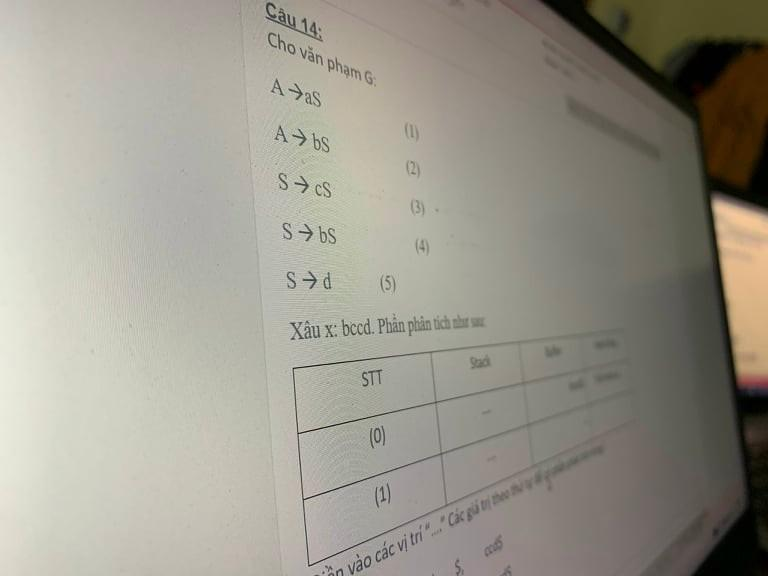 Câu 14:
Cho văn phạm G:
A → aS (1)
A → bS (2)
S → cS (3)
S → bS (4)
S → d (5)
Xâu x: bccd. Phần phân tích như sau:
STT Stack
(0) ...
(1) ...
vào các vị trí "...." Các giá trị theo thứ tự để
$, ccd$